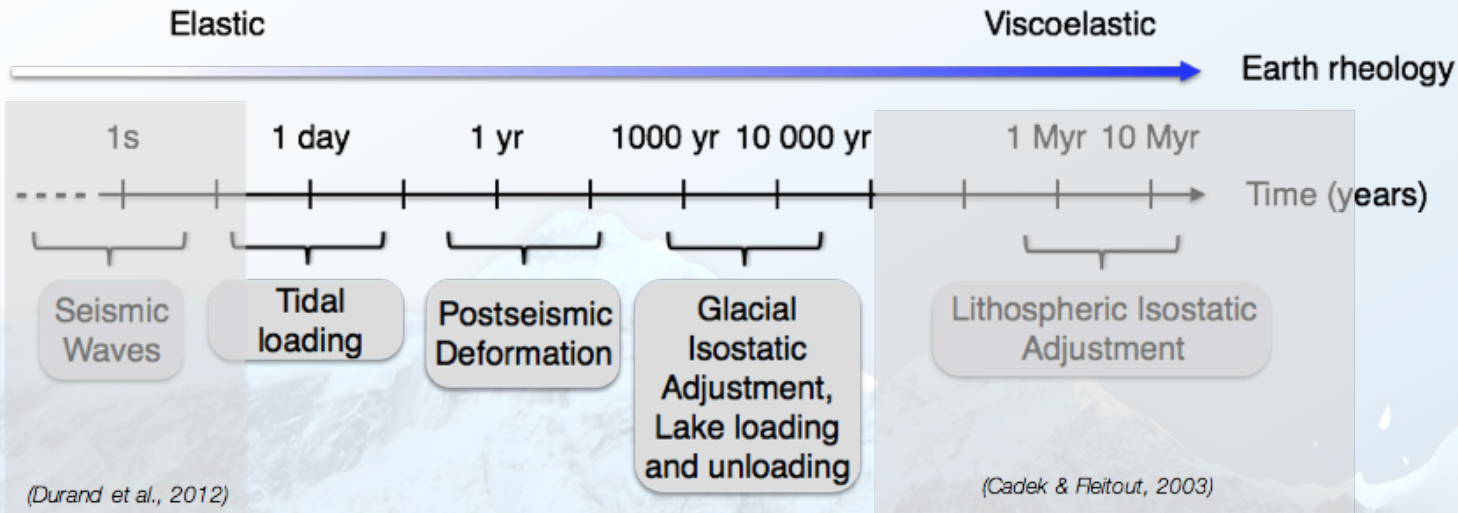 Elastic
Viscoelastic
Earth rheology
1s
1 day
1 yr
1000 yr
10 000 yr
1 Myr
10 Myr
Time (years)
Seismic
Waves
Tidal
loading
Postseismic
Deformation
Glacial
Isostatic
Adjustment,
Lake loading
and unloading
Lithospheric Isostatic
Adjustment
(Durand et al., 2012)
(Cadek & Fleitout, 2003)